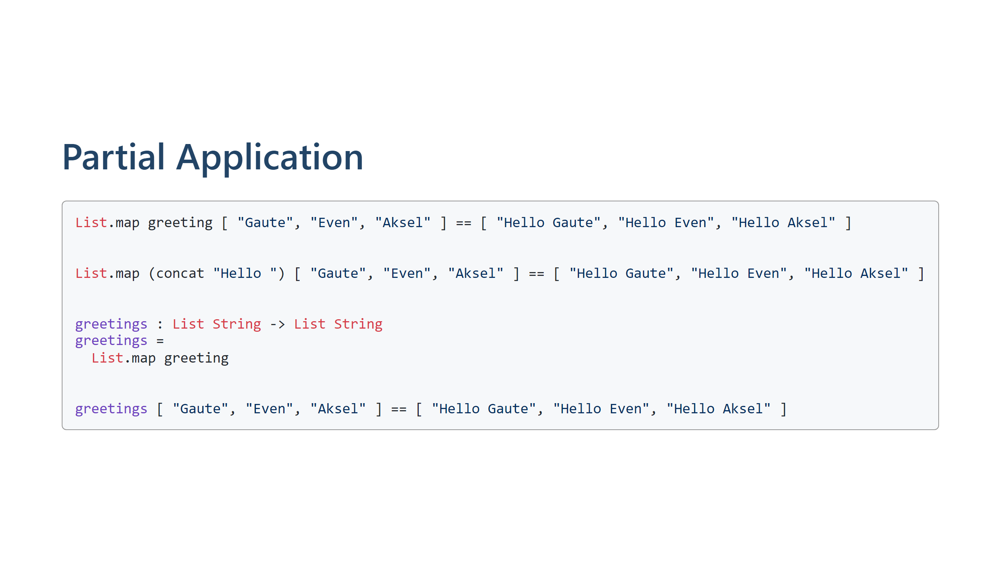 Partial Application
List.map greeting [ "Gaute", "Even", "Aksel" ] == [ "Hello Gaute", "Hello Even", "Hello Aksel" ]
List.map (concat "Hello ") [ "Gaute", "Even", "Aksel" ] == [ "Hello Gaute", "Hello Even", "Hello Aksel" ]
greetings : List String -> List String
greetings =
  List.map greeting
greetings [ "Gaute", "Even", "Aksel" ] == [ "Hello Gaute", "Hello Even", "Hello Aksel" ]